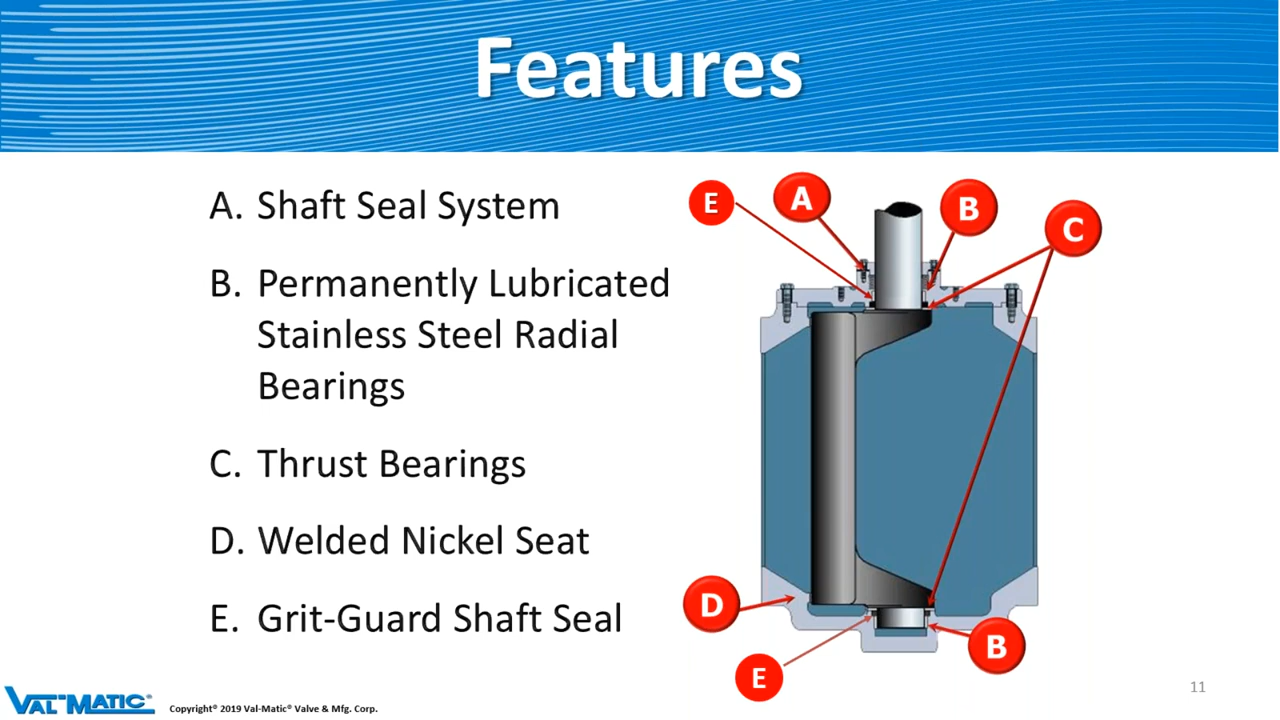 Features
A. Shaft Seal System
B. Permanently Lubricated
Stainless Steel Radial
Bearings
C. Thrust Bearings
D. Welded Nickel Seat
E. Grit-Guard Shaft Seal
E
A
B
C
D
B
E
VAL-MATIC®
Copyright® 2019 Val-Matic® Valve & Mfg. Corp.
11